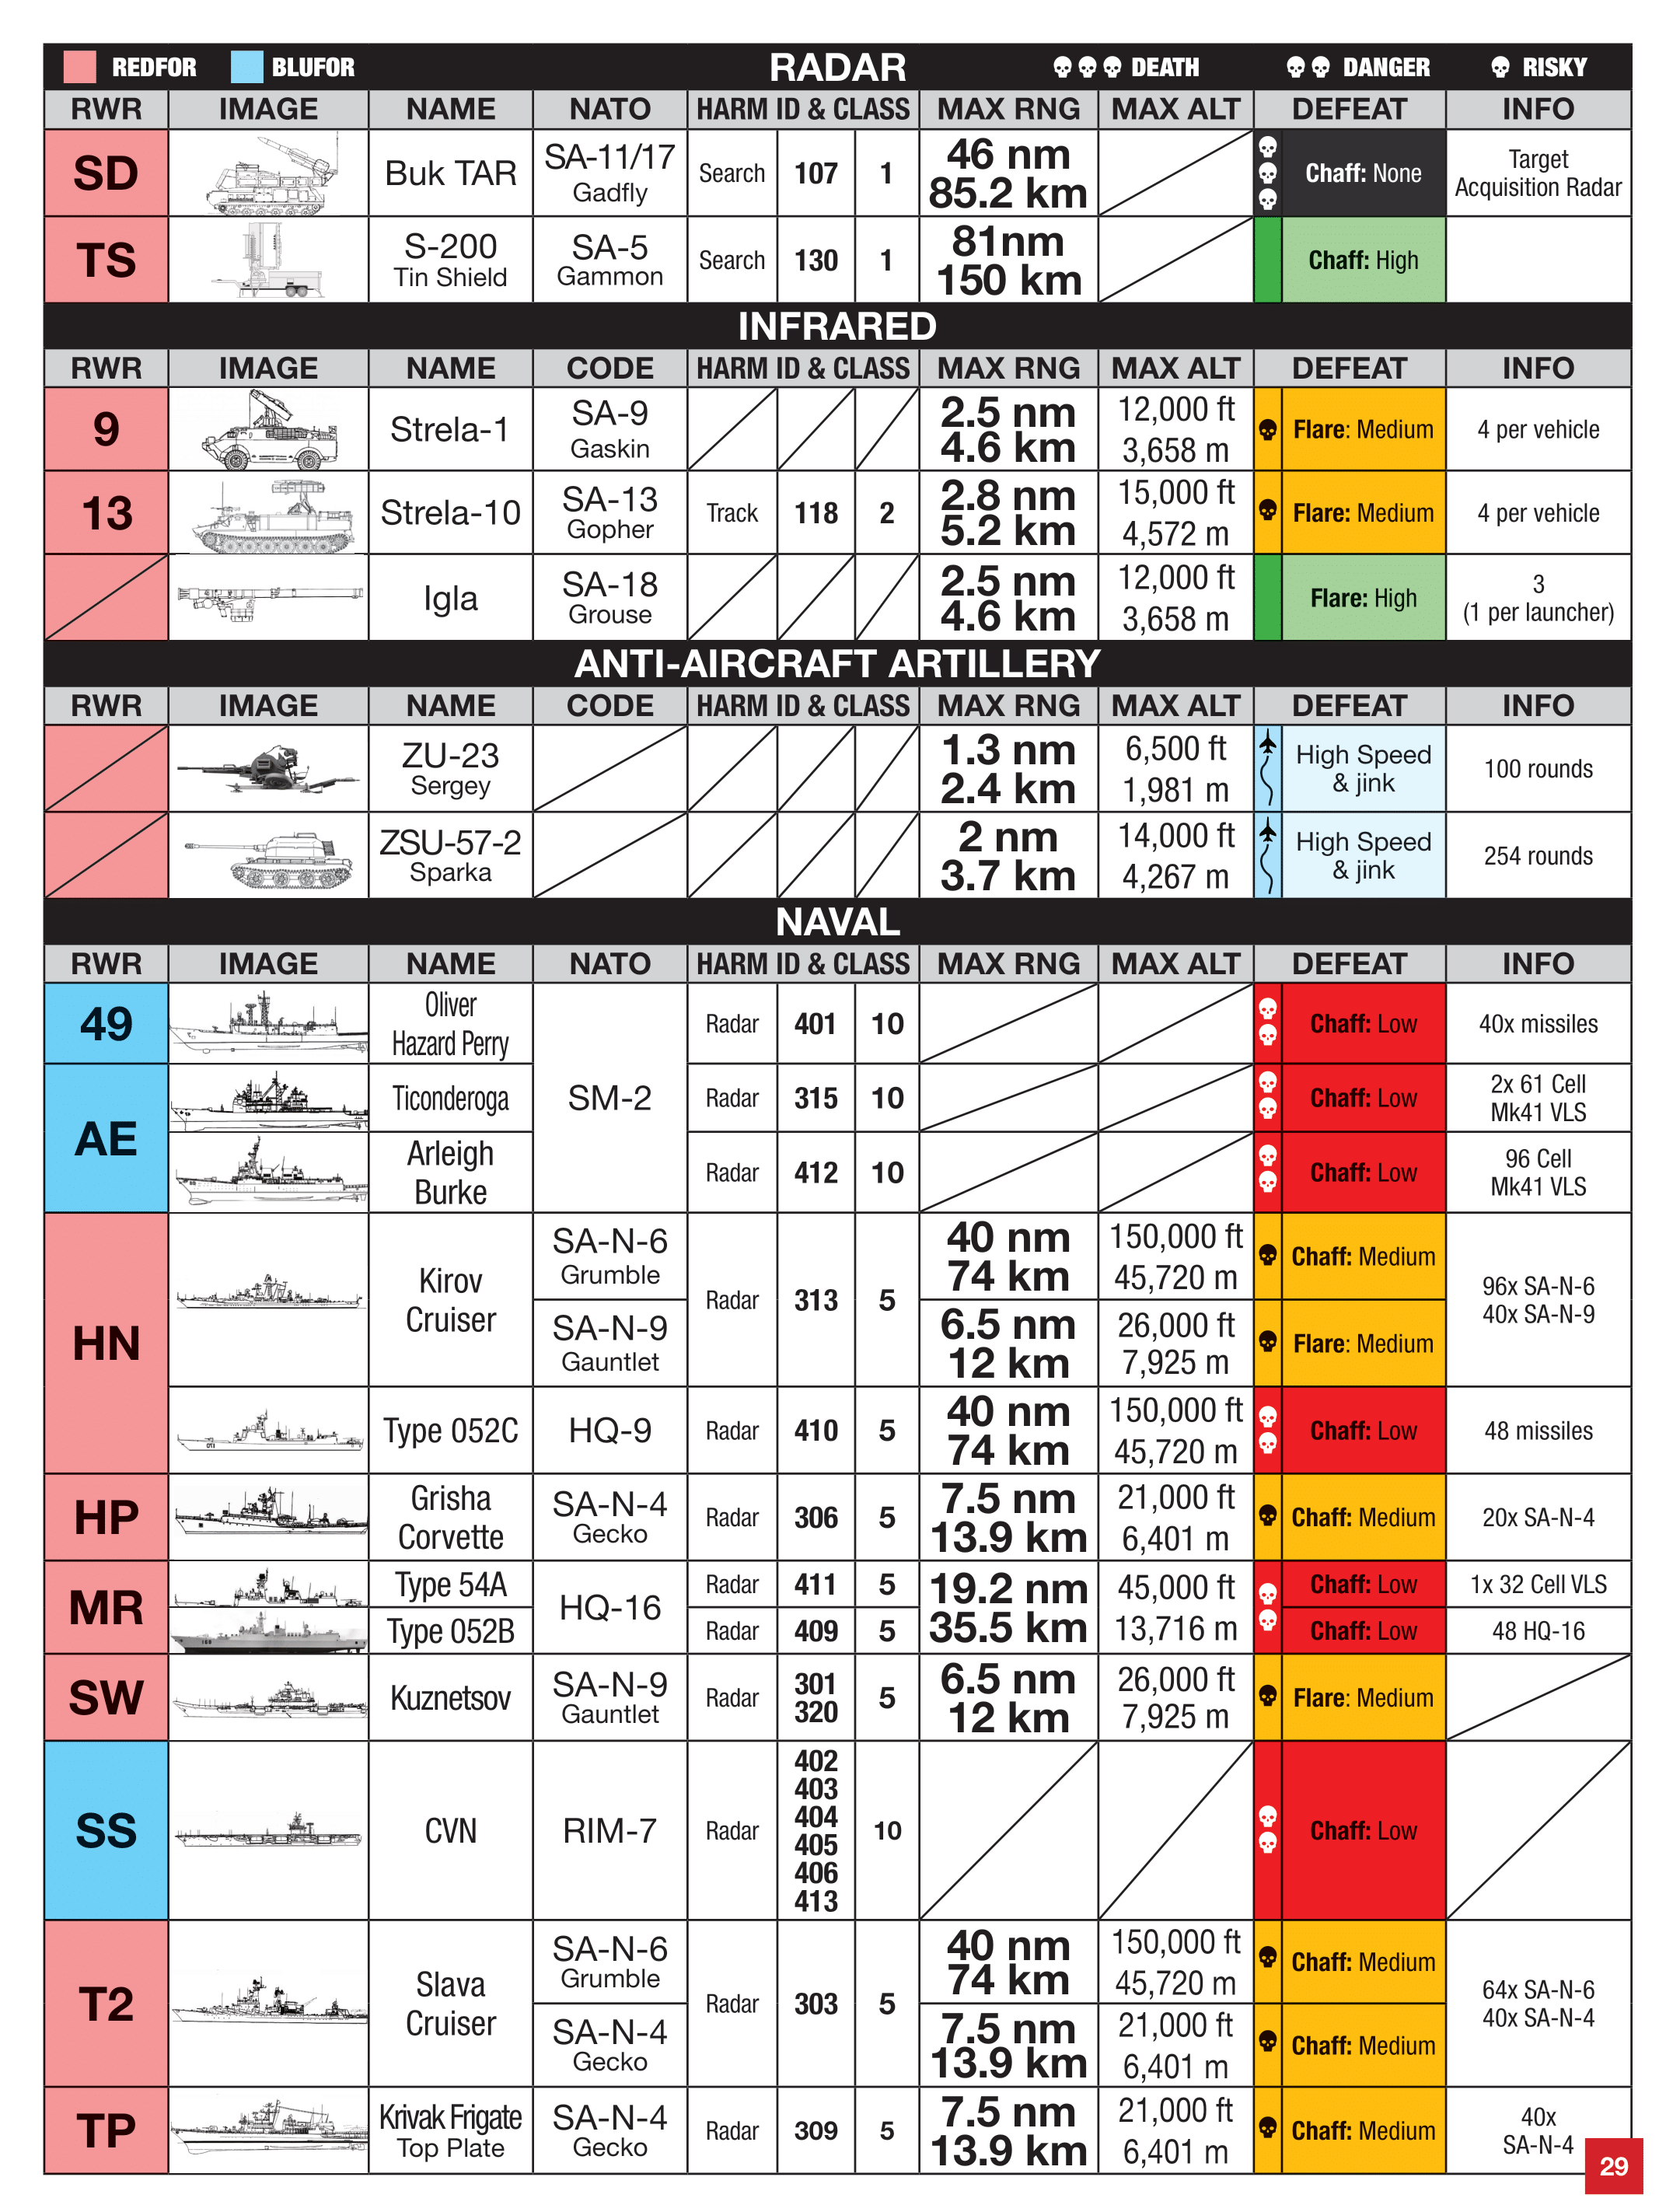 REDFOR BLUFOR RADAR DEATH DANGER RISKY
RWR IMAGE NAME NATO HARM ID & CLASS MAX RNG MAX ALT DEFEAT INFO
SD Buk TAR SA-11/17 Gadfly Search 107 1 46 nm 85.2 km Chaff: None Target Acquisition Radar
TS S-200 Tin Shield SA-5 Gammon Search 130 1 81nm 150 km Chaff: High
INFRARED
RWR IMAGE NAME CODE HARM ID & CLASS MAX RNG MAX ALT DEFEAT INFO
9 Strela-1 SA-9 Gaskin 2.5 nm 4.6 km 12,000 ft 3,658 m Flare: Medium 4 per vehicle
13 Strela-10 SA-13 Gopher Track 118 2 2.8 nm 5.2 km 15,000 ft 4,572 m Flare: Medium 4 per vehicle
Igla SA-18 Grouse 2.5 nm 4.6 km 12,000 ft 3,658 m Flare: High 3 (1 per launcher)
ANTI-AIRCRAFT ARTILLERY
RWR IMAGE NAME CODE HARM ID & CLASS MAX RNG MAX ALT DEFEAT INFO
ZU-23 Sergey 1.3 nm 2.4 km 6,500 ft 1,981 m High Speed & jink 100 rounds
ZSU-57-2 Sparka 2 nm 3.7 km 14,000 ft 4,267 m High Speed & jink 254 rounds
NAVAL
RWR IMAGE NAME NATO HARM ID & CLASS MAX RNG MAX ALT DEFEAT INFO
49 Oliver Hazard Perry SM-2 Radar 401 10 Chaff: Low 40x missiles
AE Ticonderoga Radar 315 10 Chaff: Low 2x 61 Cell Mk41 VLS
Arleigh Burke Radar 412 10 Chaff: Low 96 Cell Mk41 VLS
HN Kirov Cruiser SA-N-6 Grumble Radar 313 5 40 nm 74 km 150,000 ft 45,720 m Chaff: Medium 96x SA-N-6 40x SA-N-9
SA-N-9 Gauntlet 6.5 nm 12 km 26,000 ft 7,925 m Flare: Medium
Type 052C HQ-9 Radar 410 5 40 nm 74 km 150,000 ft 45,720 m Chaff: Low 48 missiles
HP Grisha Corvette SA-N-4 Gecko Radar 306 5 7.5 nm 13.9 km 21,000 ft 6,401 m Chaff: Medium 20x SA-N-4
MR Type 54A HQ-16 Radar 411 5 19.2 nm 35.5 km 45,000 ft 13,716 m Chaff: Low 1x 32 Cell VLS
Type 052B Radar 409 5 Chaff: Low 48 HQ-16
SW Kuznetsov SA-N-9 Gauntlet Radar 301 320 5 6.5 nm 12 km 26,000 ft 7,925 m Flare: Medium
SS CVN RIM-7 Radar 402 403 404 405 406 413 10 Chaff: Low
T2 Slava Cruiser SA-N-6 Grumble Radar 303 5 40 nm 74 km 150,000 ft 45,720 m Chaff: Medium 64x SA-N-6 40x SA-N-4
SA-N-4 Gecko 7.5 nm 13.9 km 21,000 ft 6,401 m Chaff: Medium
TP Krivak Frigate Top Plate SA-N-4 Gecko Radar 309 5 7.5 nm 13.9 km 21,000 ft 6,401 m Chaff: Medium 40x SA-N-4
29